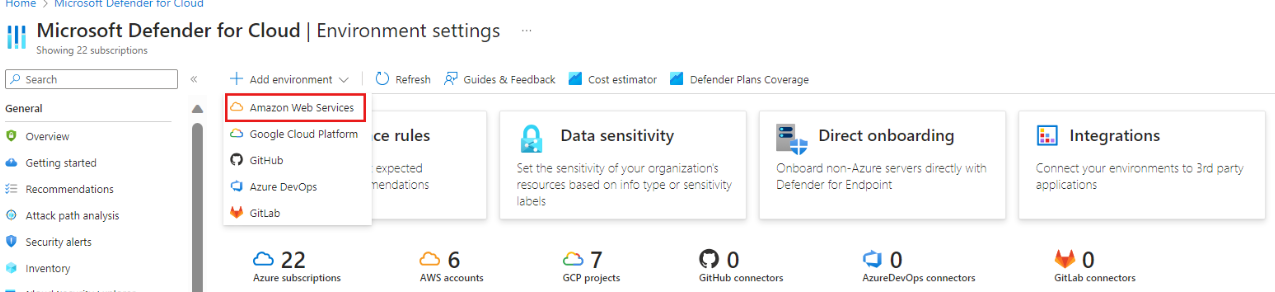 Home > Microsoft Defender for Cloud
Microsoft Defender for Cloud | Environment settings ...
Showing 22 subscriptions
Search
«
Add environment
Refresh
Guides & Feedback
Cost estimator
Defender Plans Coverage
General
Overview
Getting started
Recommendations
Attack path analysis
Security alerts
Inventory
Amazon Web Services
Google Cloud Platform
GitHub
Azure DevOps
GitLab
ce rules
expected
mendations
Data sensitivity
Set the sensitivity of your organization's
resources based on info type or sensitivity
labels
Direct onboarding
Onboard non-Azure servers directly with
Defender for Endpoint
Integrations
Connect your environments to 3rd party
applications
22
Azure subscriptions
6
AWS accounts
7
GCP projects
0
GitHub connectors
0
AzureDevOps connectors
0
GitLab connectors